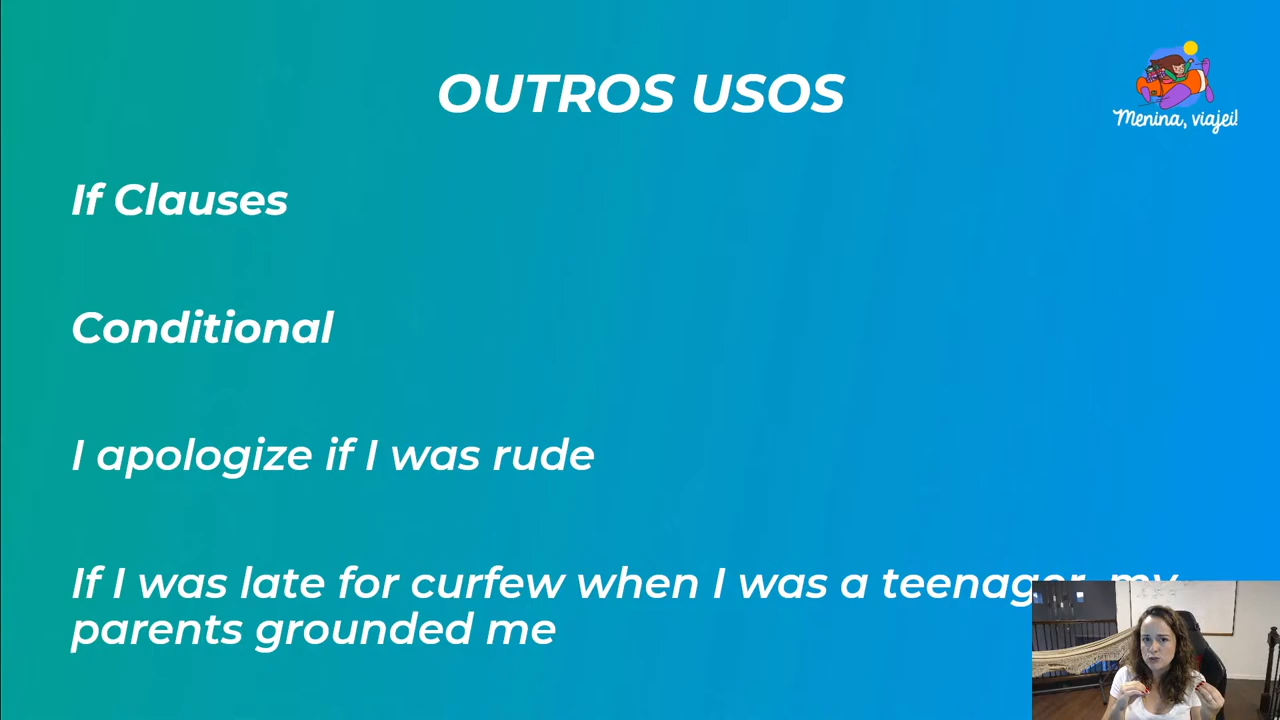 OUTROS USOS
Menina, viajei!
If Clauses
Conditional
I apologize if I was rude
If I was late for curfew when I was a teenager, my
parents grounded me